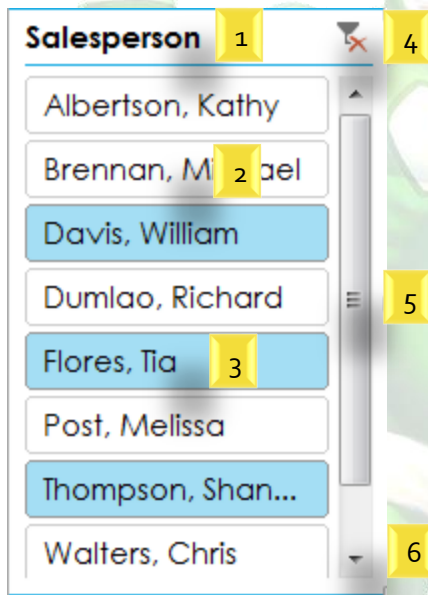 Salesperson 1 4
Albertson, Kathy
Brennan, Mi 2 ael
Davis, William
Dumlao, Richard 5
Flores, Tia 3
Post, Melissa
Thompson, Shan...
Walters, Chris 6